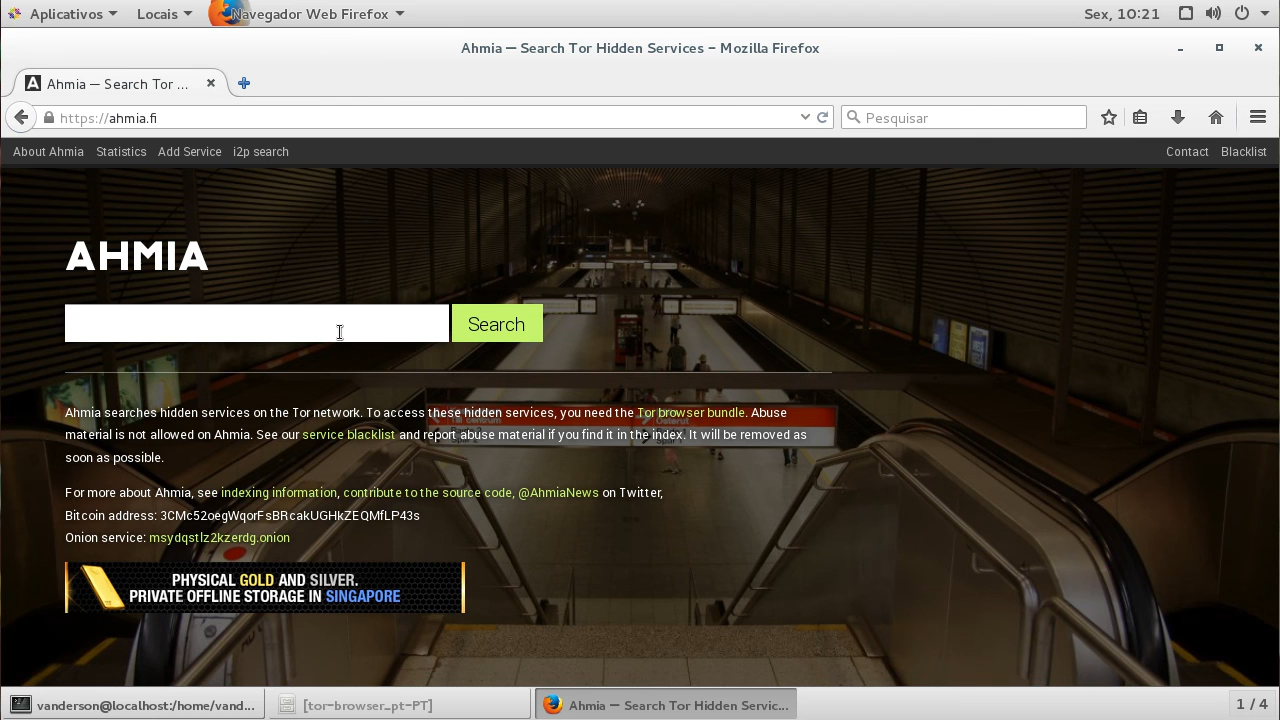 Aplicativos Locais Navegador Web Firefox Sex, 10:21
Ahmia — Search Tor Hidden Services - Mozilla Firefox
Ahmia — Search Tor ...
https://ahmia.fi Pesquisar
About Ahmia Statistics Add Service i2p search Contact Blacklist
AHMIA
Search
Ahmia searches hidden services on the Tor network. To access these hidden services, you need the Tor browser bundle. Abuse
material is not allowed on Ahmia. See our service blacklist and report abuse material if you find it in the index. It will be removed as
soon as possible.
For more about Ahmia, see indexing information, contribute to the source code, @AhmiaNews on Twitter,
Bitcoin address: 3CMc52oegWqorFsBRcakUGHkZEQMfLP43s
Onion service: msydqstlz2kzerdg.onion
PHYSICAL GOLD AND SILVER.
PRIVATE OFFLINE STORAGE IN SINGAPORE
vanderson@localhost:/home/vand... [tor-browser_pt-PT] Ahmia — Search Tor Hidden Servic... 1 / 4